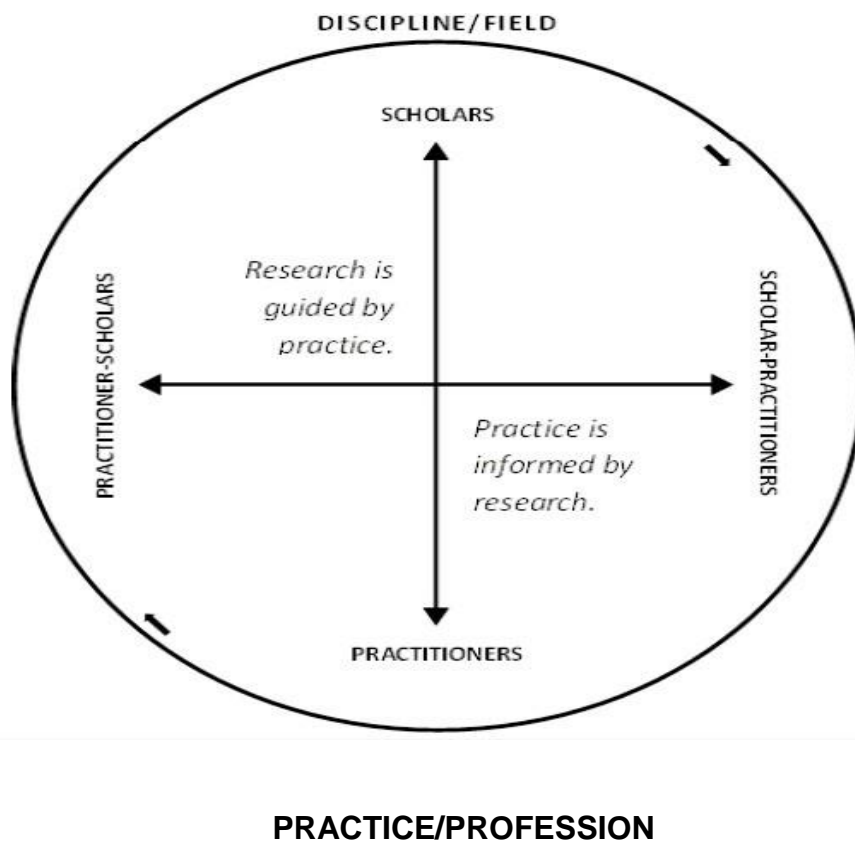 DISCIPLINE/FIELD
SCHOLARS
Research is
guided by
practice.
PRACTITIONER-SCHOLARS
SCHOLAR-PRACTITIONERS
Practice is
informed by
research.
PRACTITIONERS
PRACTICE/PROFESSION